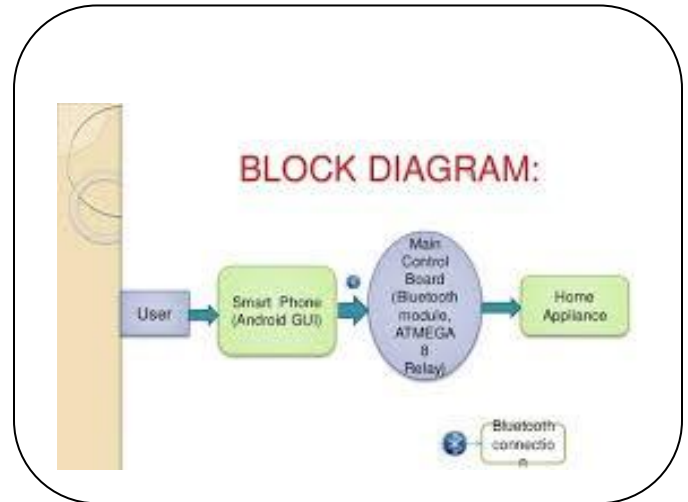 BLOCK DIAGRAM:
User
Smart Phone
(Android GUI)
Main
Control
Board
(Bluetooth
module,
ATMEGA
8
Relay)
Home
Appliance
Bluetooth
connectio
n